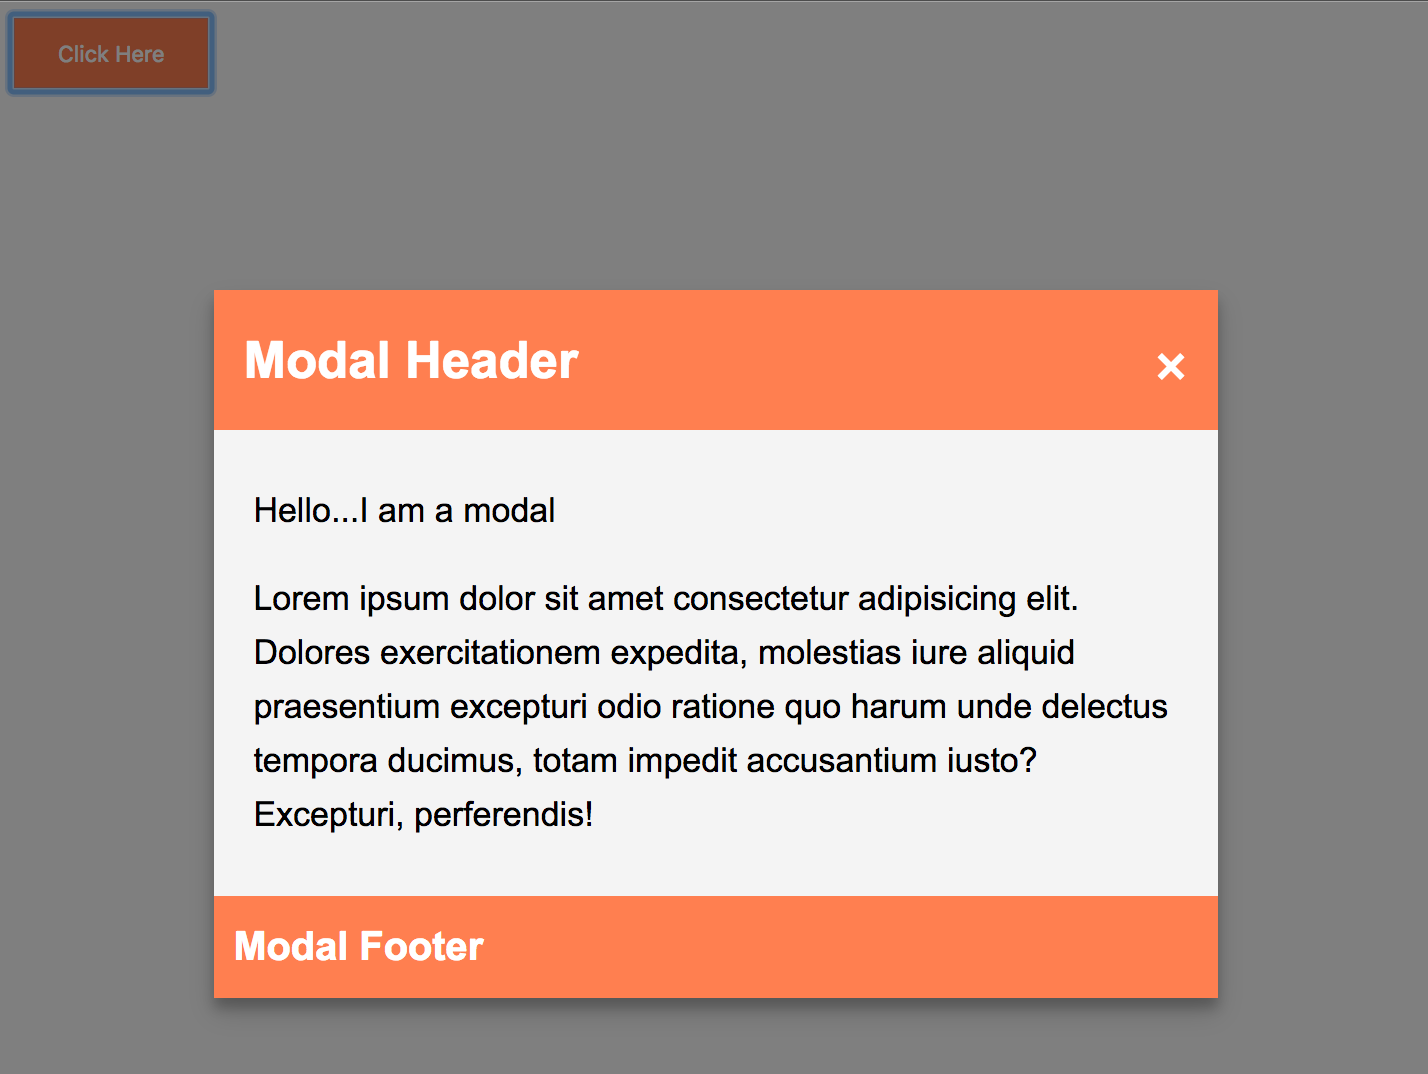 Click Here
Modal Header ×
Hello...I am a modal
Lorem ipsum dolor sit amet consectetur adipisicing elit.
Dolores exercitationem expedita, molestias iure aliquid
praesentium excepturi odio ratione quo harum unde delectus
tempora ducimus, totam impedit accusantium iusto?
Excepturi, perferendis!
Modal Footer